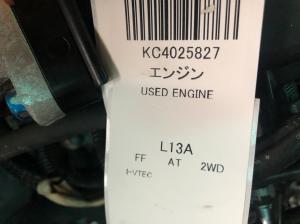 KC4025827
エンジン
USED ENGINE
L13A
FF AT 2WD
i-VTEC